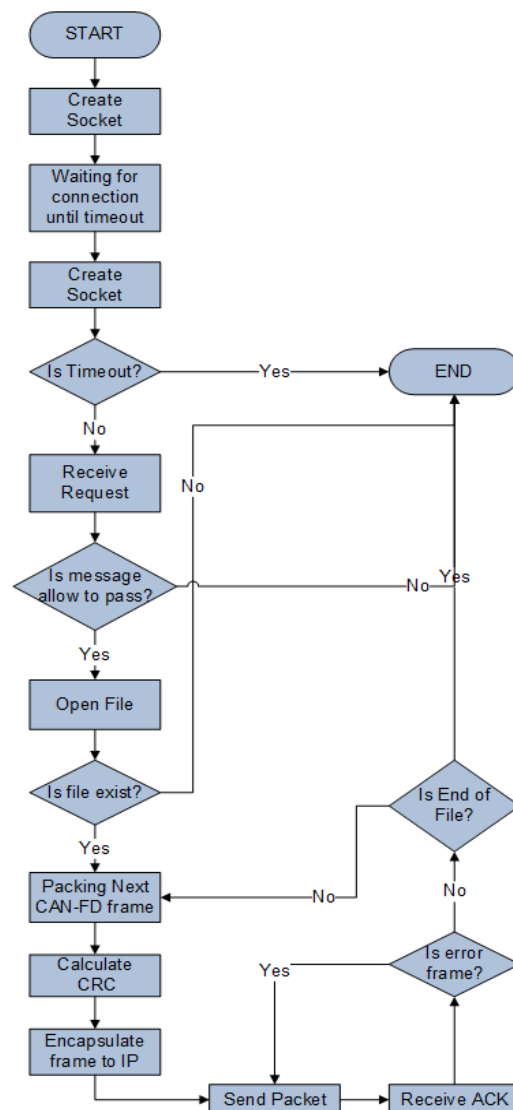 START
Create
Socket
Waiting for
connection
until timeout
Create
Socket
Is Timeout?
Yes
END
No
Receive
Request
No
Is message
allow to pass?
No
Yes
Yes
Open File
Is file exist?
Is End of
File?
Yes
Packing Next
CAN-FD frame
No
No
Calculate
CRC
Yes
Is error
frame?
Encapsulate
frame to IP
Send Packet
Receive ACK